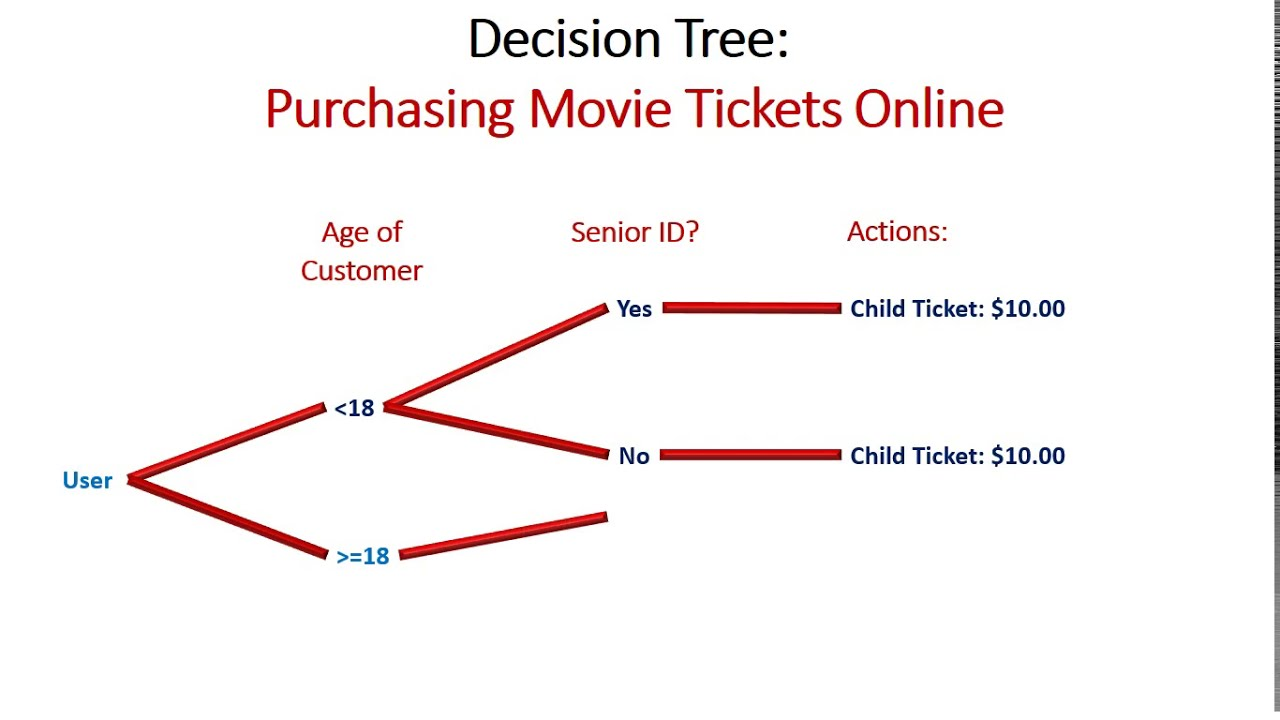 Decision Tree:
Purchasing Movie Tickets Online
Age of
Customer
Senior ID?
Actions:
Yes
Child Ticket: $10.00
<18
No
Child Ticket: $10.00
User
>=18